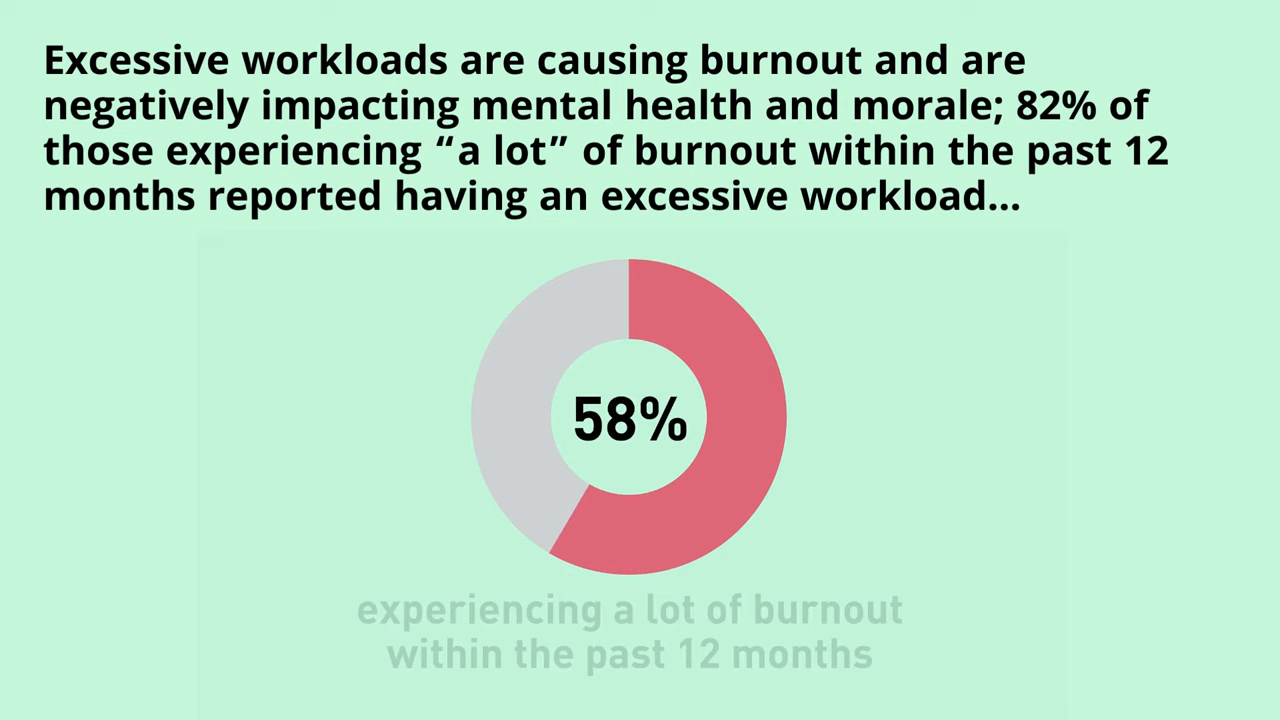 Excessive workloads are causing burnout and are
negatively impacting mental health and morale; 82% of
those experiencing “a lot” of burnout within the past 12
months reported having an excessive workload...
58%
experiencing a lot of burnout
within the past 12 months